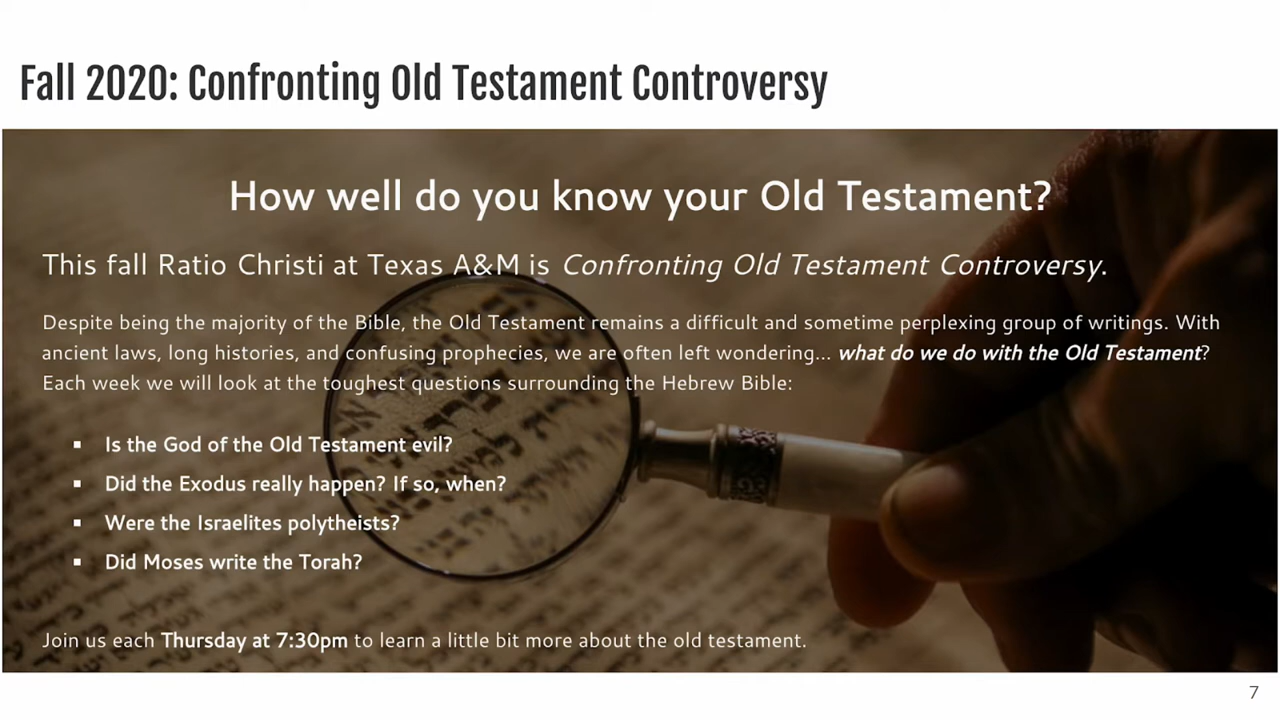 Fall 2020: Confronting Old Testament Controversy
How well do you know your Old Testament?
This fall Ratio Christi at Texas A&M is Confronting Old Testament Controversy.
Despite being the majority of the Bible, the Old Testament remains a difficult and sometime perplexing group of writings. With
ancient laws, long histories, and confusing prophecies, we are often left wondering... what do we do with the Old Testament?
Each week we will look at the toughest questions surrounding the Hebrew Bible:
▪ Is the God of the Old Testament evil?
▪ Did the Exodus really happen? If so, when?
▪ Were the Israelites polytheists?
▪ Did Moses write the Torah?
Join us each Thursday at 7:30pm to learn a little bit more about the old testament.
7